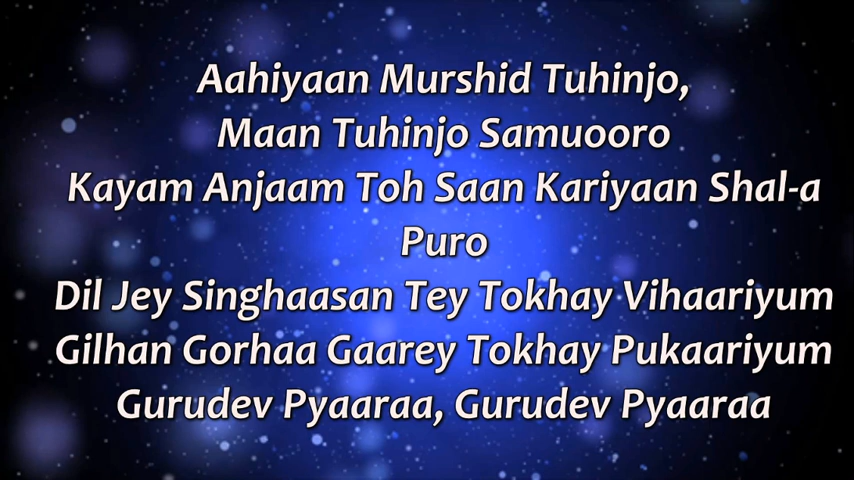 Aahiyaan Murshid Tuhinjo,
Maan Tuhinjo Samuooro
Kayam Anjaam Toh Saan Kariyaan Shal-a
Puro
Dil Jey Singhaasan Tey Tokhay Vihaariyum
Gilhan Gorhaa Gaarey Tokhay Pukaariyum
Gurudev Pyaaraa, Gurudev Pyaaraa